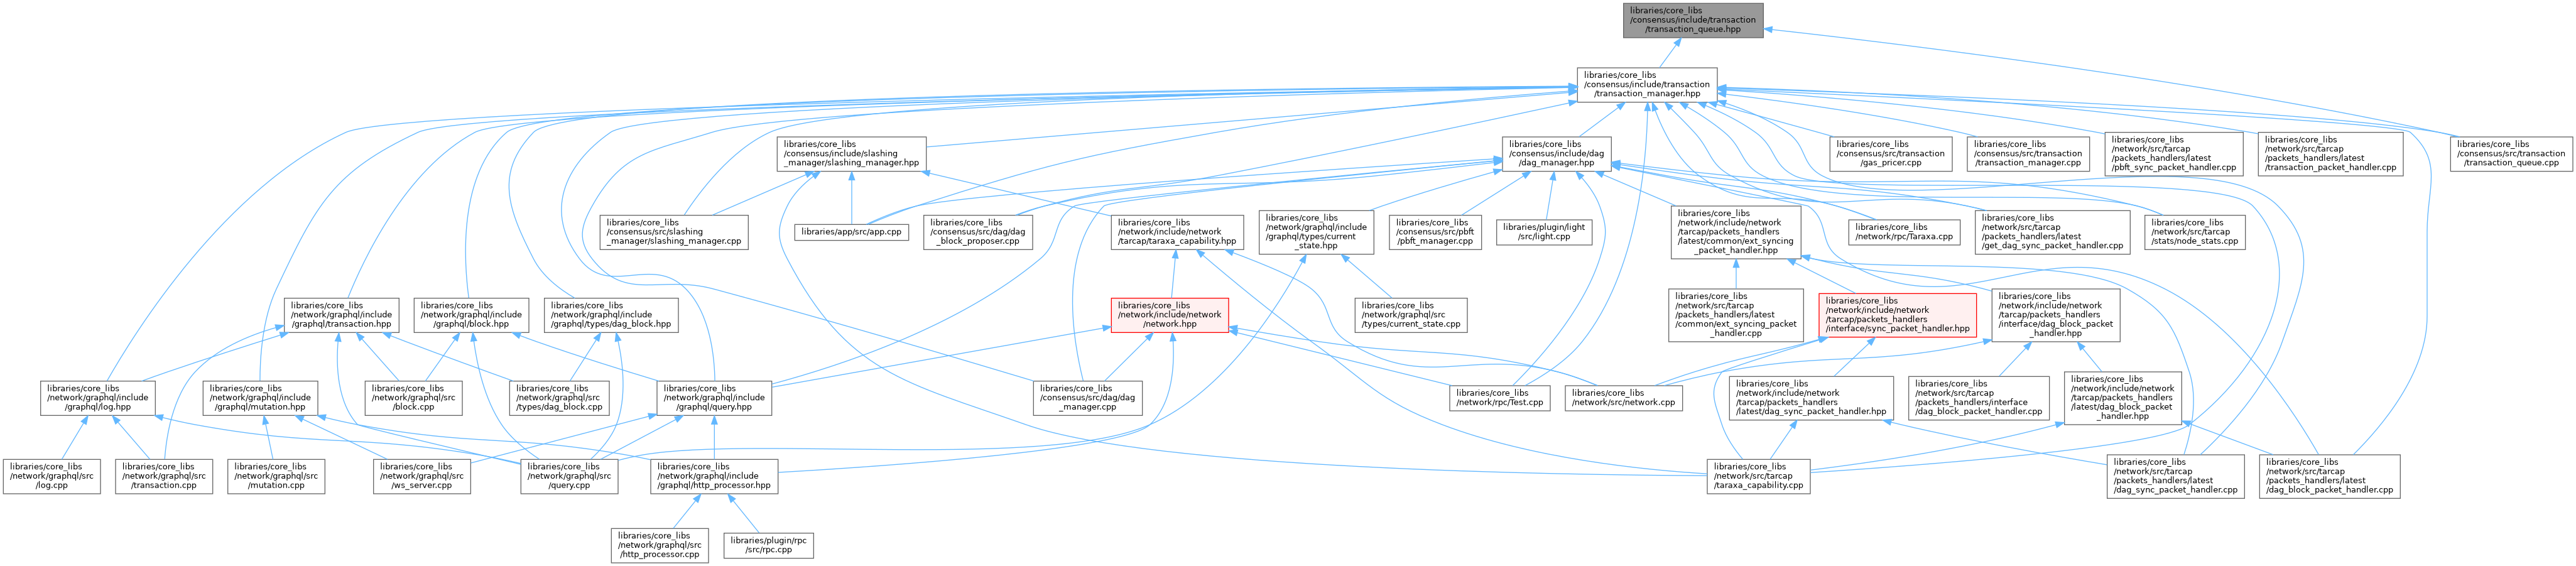 libraries/core_libs
/consensus/include/transaction
/transaction_queue.hpp
libraries/core_libs
/consensus/include/transaction
/transaction_manager.hpp
libraries/core_libs
/consensus/include/slashing
_manager/slashing_manager.hpp
libraries/core_libs
/consensus/include/dag
/dag_manager.hpp
libraries/core_libs
/consensus/src/transaction
/gas_pricer.cpp
libraries/core_libs
/consensus/src/transaction
/transaction_manager.cpp
libraries/core_libs
/network/src/tarcap
/packets_handlers/latest
/pbft_sync_packet_handler.cpp
libraries/core_libs
/network/src/tarcap
/packets_handlers/latest
/transaction_packet_handler.cpp
libraries/core_libs
/consensus/src/transaction
/transaction_queue.cpp
libraries/core_libs
/consensus/src/slashing
_manager/slashing_manager.cpp
libraries/app/src/app.cpp
libraries/core_libs
/consensus/src/dag/dag
_block_proposer.cpp
libraries/core_libs
/network/include/network
/tarcap/taraxa_capability.hpp
libraries/core_libs
/network/graphql/include
/graphql/types/current
_state.hpp
libraries/core_libs
/consensus/src/pbft
/pbft_manager.cpp
libraries/plugin/light
/src/light.cpp
libraries/core_libs
/network/include/network
/tarcap/packets_handlers
/latest/common/ext_syncing
_packet_handler.hpp
libraries/core_libs
/network/rpc/Taraxa.cpp
libraries/core_libs
/network/src/tarcap
/packets_handlers/latest
/get_dag_sync_packet_handler.cpp
libraries/core_libs
/network/src/tarcap
/stats/node_stats.cpp
libraries/core_libs
/network/graphql/include
/graphql/transaction.hpp
libraries/core_libs
/network/graphql/include
/graphql/block.hpp
libraries/core_libs
/network/graphql/include
/graphql/types/dag_block.hpp
libraries/core_libs
/network/include/network
/network.hpp
libraries/core_libs
/network/graphql/src
/types/current_state.cpp
libraries/core_libs
/network/src/tarcap
/packets_handlers/latest
/common/ext_syncing_packet
_handler.cpp
libraries/core_libs
/network/include/network
/tarcap/packets_handlers
/interface/sync_packet_handler.hpp
libraries/core_libs
/network/include/network
/tarcap/packets_handlers
/interface/dag_block_packet
_handler.hpp
libraries/core_libs
/network/graphql/include
/graphql/log.hpp
libraries/core_libs
/network/graphql/include
/graphql/mutation.hpp
libraries/core_libs
/network/graphql/src
/block.cpp
libraries/core_libs
/network/graphql/src
/types/dag_block.cpp
libraries/core_libs
/network/graphql/include
/graphql/query.hpp
libraries/core_libs
/consensus/src/dag/dag
_manager.cpp
libraries/core_libs
/network/rpc/Test.cpp
libraries/core_libs
/network/src/network.cpp
libraries/core_libs
/network/include/network
/tarcap/packets_handlers
/latest/dag_sync_packet_handler.hpp
libraries/core_libs
/network/src/tarcap
/packets_handlers/interface
/dag_block_packet_handler.cpp
libraries/core_libs
/network/include/network
/tarcap/packets_handlers
/latest/dag_block_packet
_handler.hpp
libraries/core_libs
/network/graphql/src
/log.cpp
libraries/core_libs
/network/graphql/src
/transaction.cpp
libraries/core_libs
/network/graphql/src
/mutation.cpp
libraries/core_libs
/network/graphql/src
/ws_server.cpp
libraries/core_libs
/network/graphql/src
/query.cpp
libraries/core_libs
/network/graphql/include
/graphql/http_processor.hpp
libraries/core_libs
/network/src/tarcap
/taraxa_capability.cpp
libraries/core_libs
/network/src/tarcap
/packets_handlers/latest
/dag_sync_packet_handler.cpp
libraries/core_libs
/network/src/tarcap
/packets_handlers/latest
/dag_block_packet_handler.cpp
libraries/core_libs
/network/graphql/src
/http_processor.cpp
libraries/plugin/rpc
/src/rpc.cpp